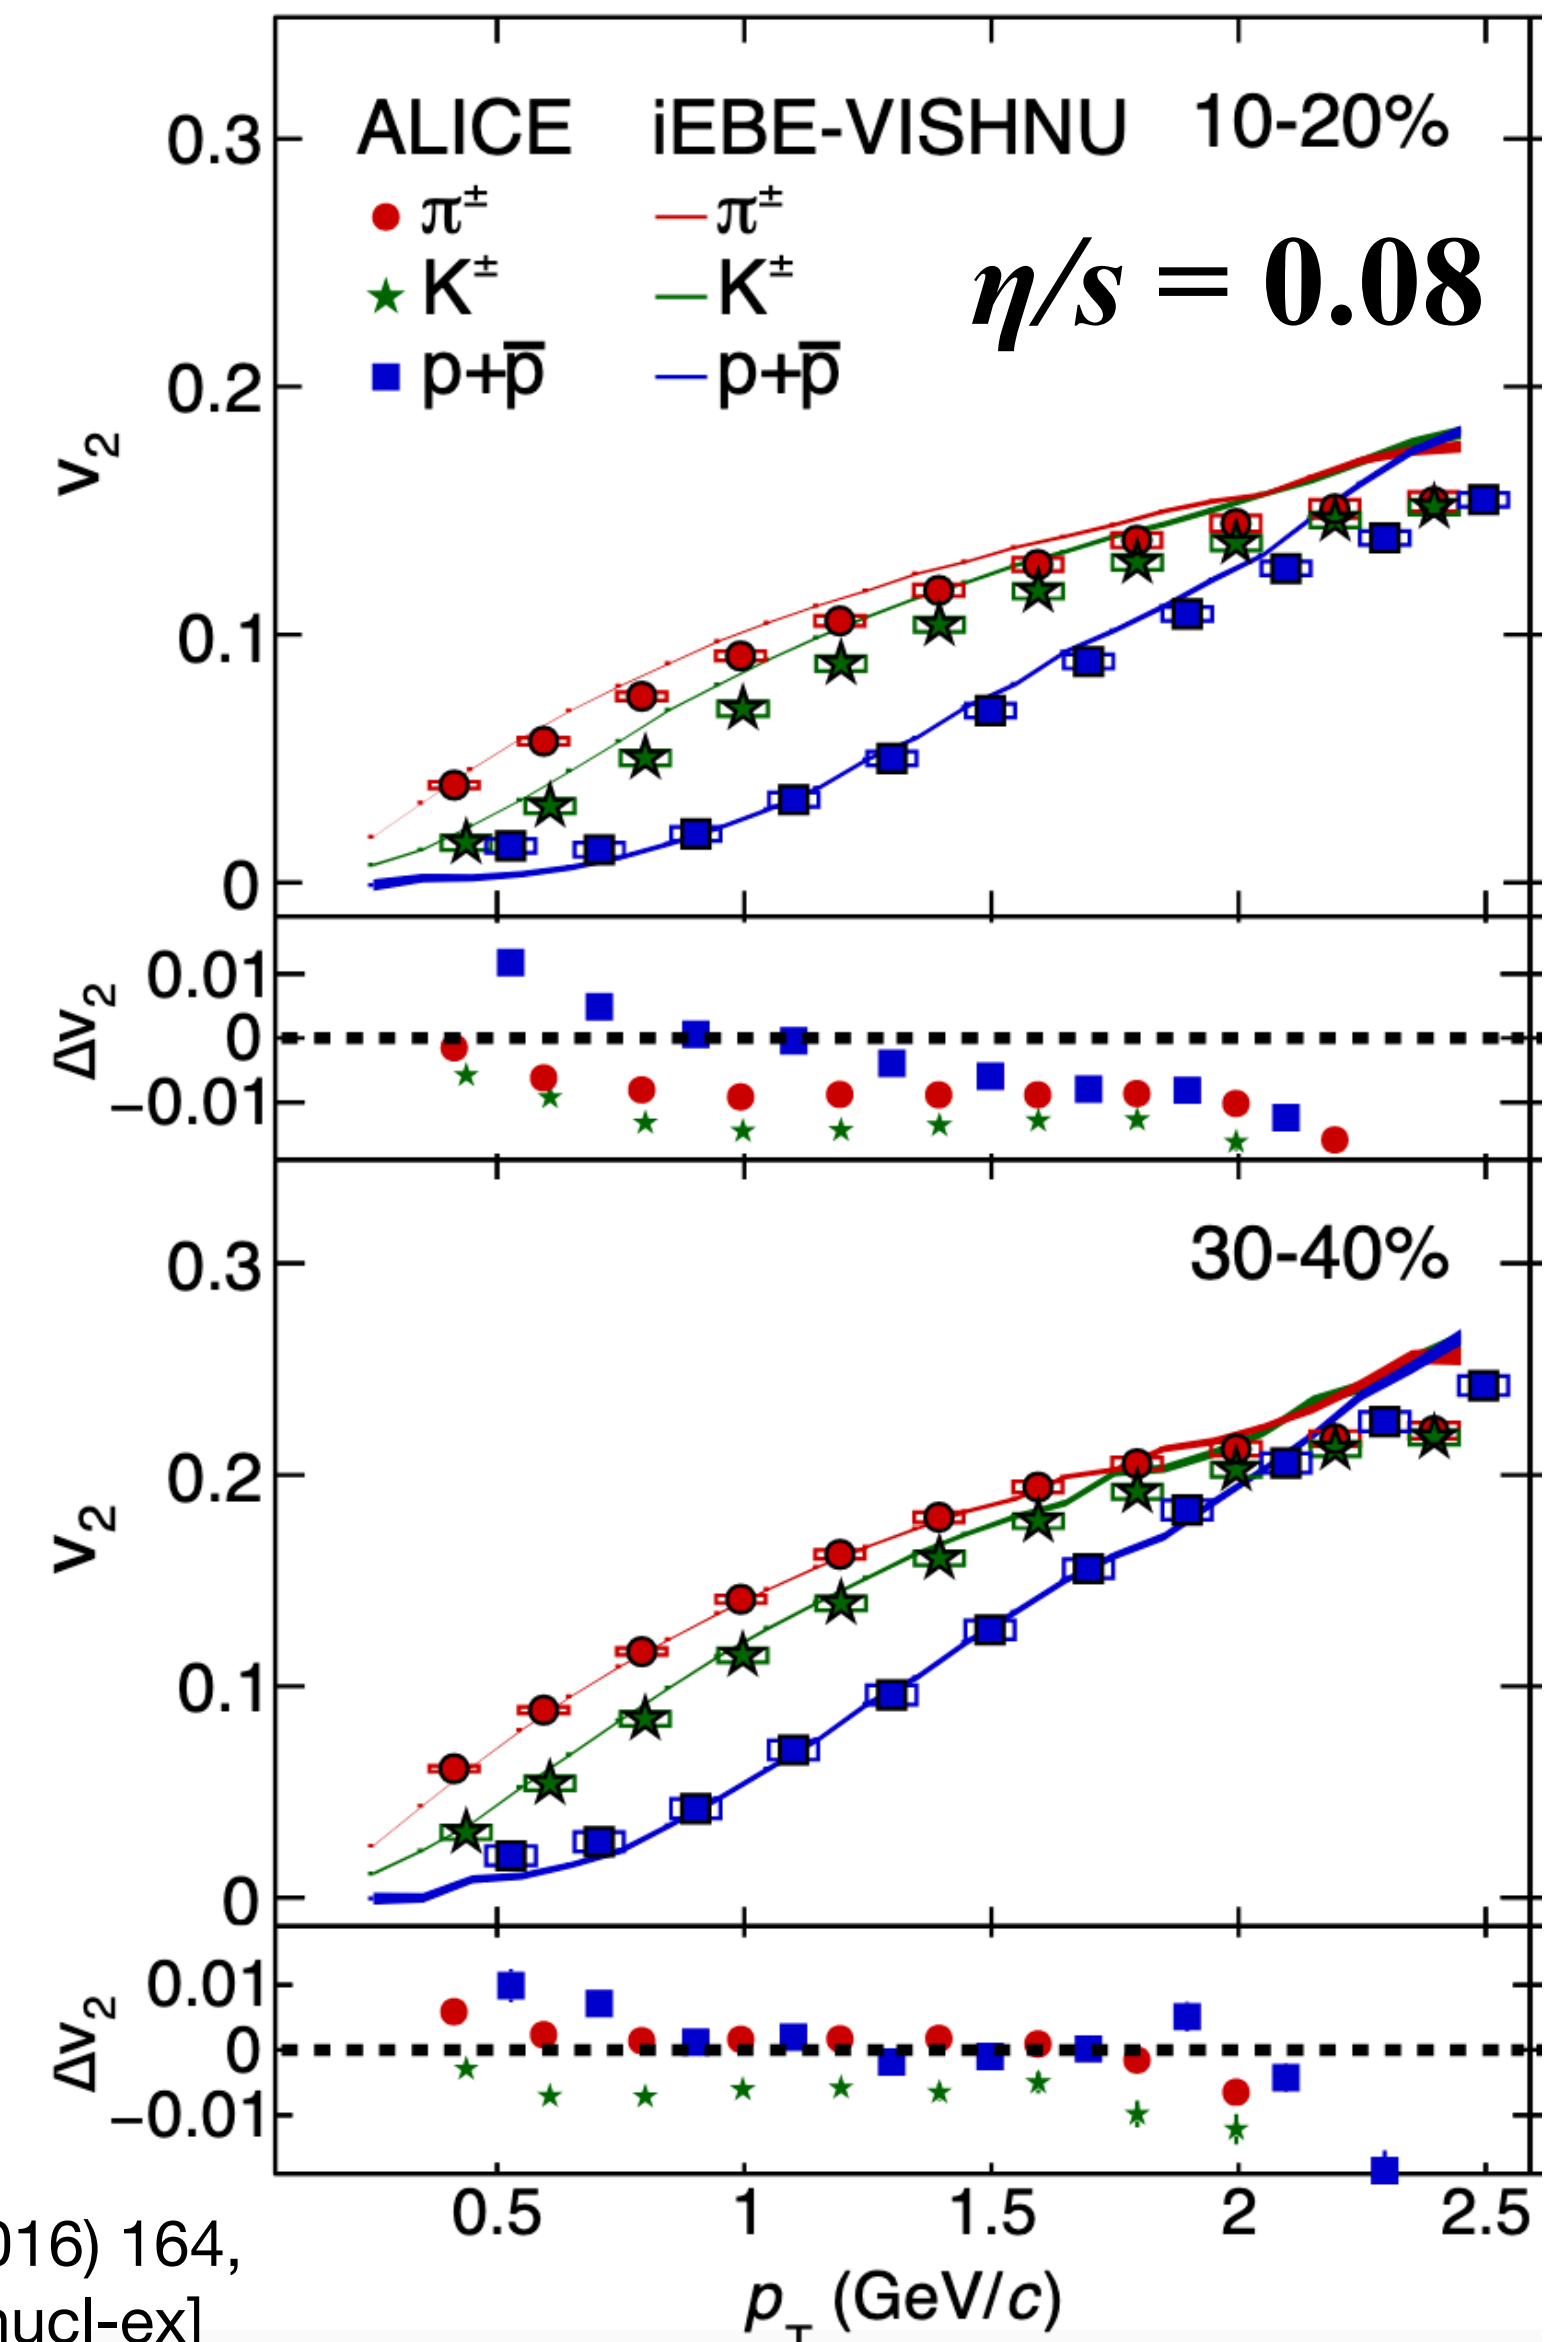 0.3 ALICE iEBE-VISHNU 10-20%
π± π±
K± K±
η/s = 0.08
p+p̅ p+p̅
0.2
v2
0.1
0
0.01
Δv2
0
−0.01
30-40%
0.3
0.2
v2
0.1
0
0.01
Δv2
0
−0.01
0.5 1 1.5 2 2.5
016) 164,
pT (GeV/c)
nucl-ex]